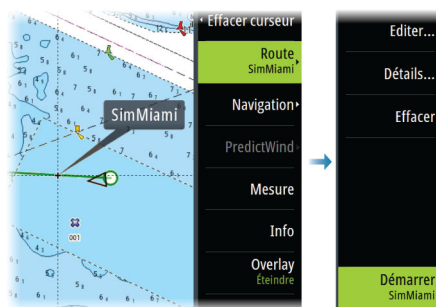 Effacer curseur
Route
SimMiami
Navigation
PredictWind
Mesure
Info
Overlay
Éteindre
SimMiami
001
Editer...
Détails...
Effacer
Démarrer
SimMiami